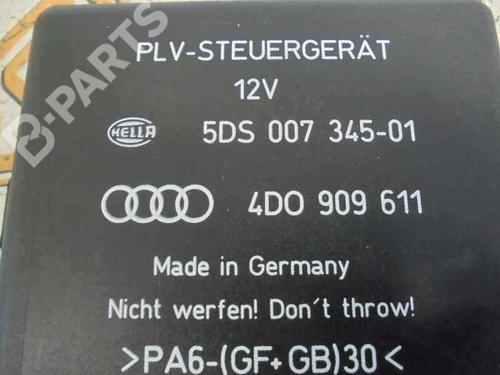 PLV-STEUERGERÄT
12V
HELLA 5DS 007 345-01
4D0 909 611
Made in Germany
Nicht werfen! Don't throw!
>PA6-(GF+GB)30<
B-PARTS